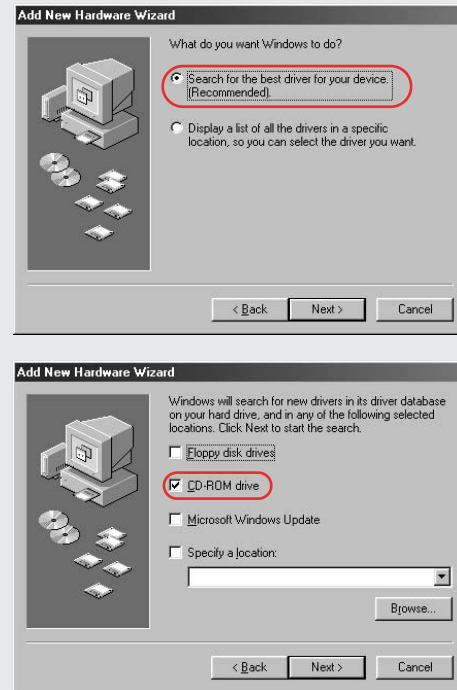 Add New Hardware Wizard
What do you want Windows to do?
Search for the best driver for your device.
(Recommended).
Display a list of all the drivers in a specific
location, so you can select the driver you want.
< Back
Next >
Cancel
Add New Hardware Wizard
Windows will search for new drivers in its driver database
on your hard drive, and in any of the following selected
locations. Click Next to start the search.
Floppy disk drives
CD-ROM drive
Microsoft Windows Update
Specify a location:
Browse...
< Back
Next >
Cancel